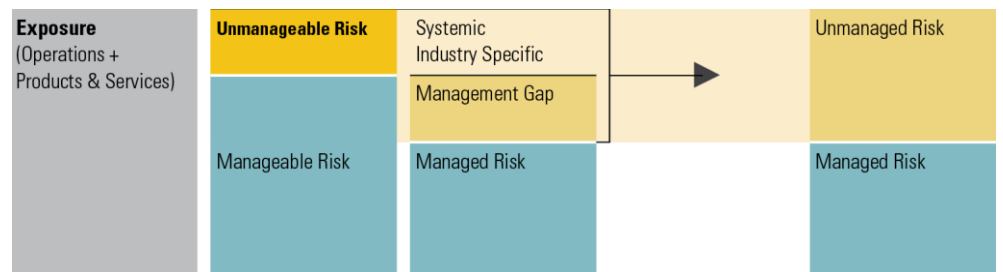 Exposure
(Operations +
Products & Services)
Unmanageable Risk
Manageable Risk
Systemic
Industry Specific
Management Gap
Managed Risk
Unmanaged Risk
Managed Risk